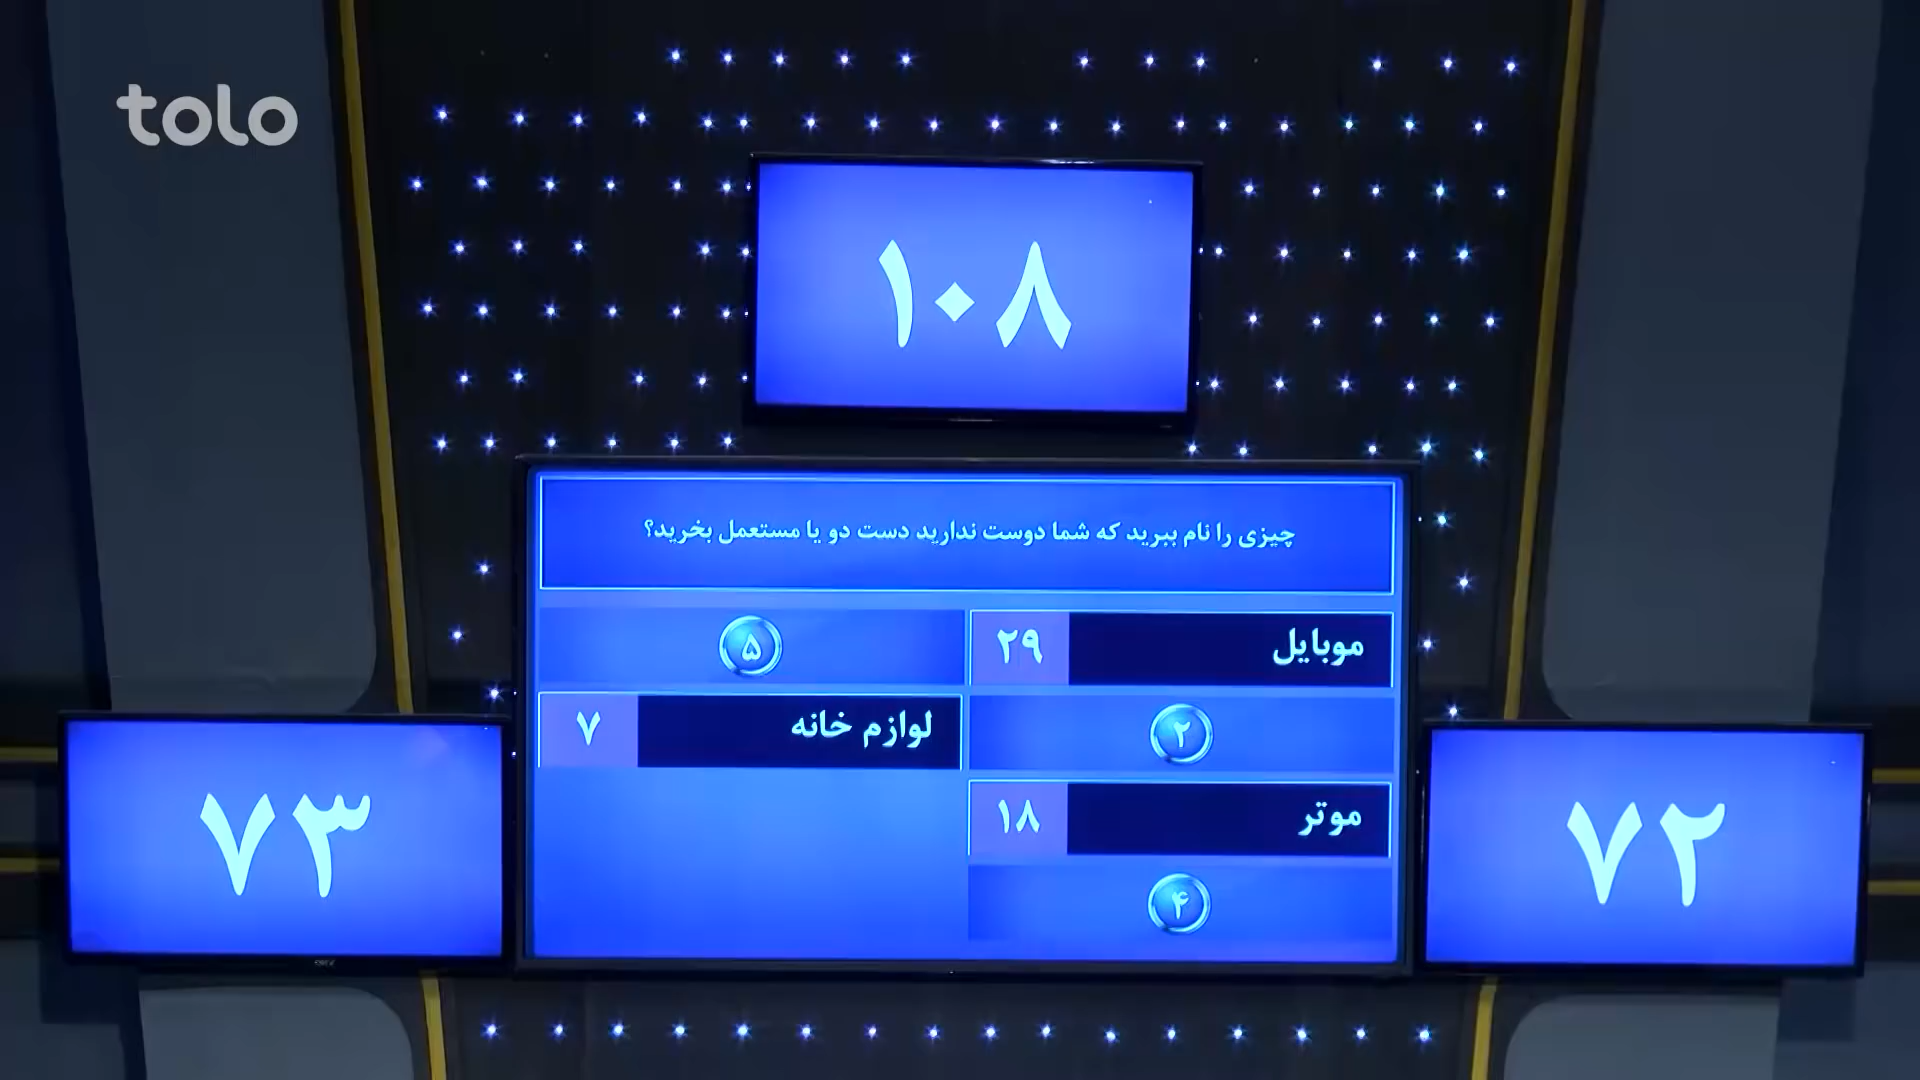 tolo
۱۰۸
چیزی را نام ببرید که شما دوست ندارید دست دو یا مستعمل بخرید؟
موبایل ۲۹
۲
موتر ۱۸
۴
۵
لوازم خانه ۷
۷۳
۷۲